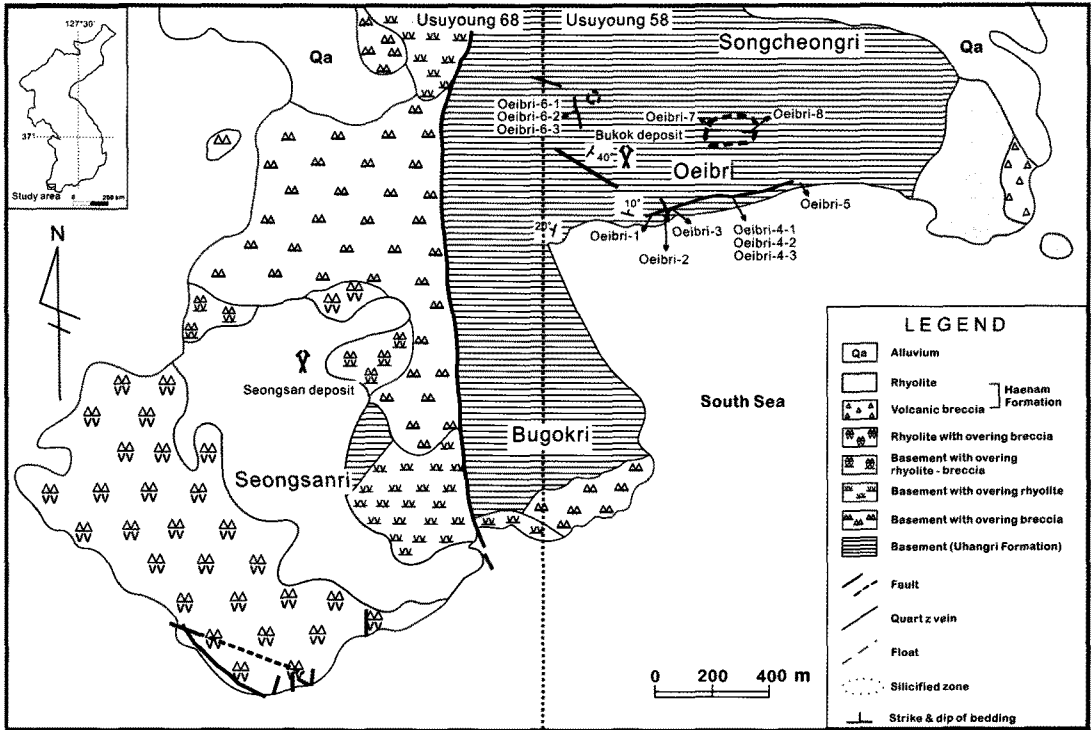 127°30'
37°
Study area
0 250 km
Usuyoung 68
Usuyoung 58
Qa
Songcheongri
Qa
Oeibri-6-1
Oeibri-6-2
Oeibri-6-3
Oeibri-7
Oeibri-8
Bukok deposit
40°
Oeibri
10°
20°
Oeibri-5
Oeibri-1
Oeibri-3
Oeibri-4-1
Oeibri-4-2
Oeibri-4-3
Oeibri-2
N
Seongsan deposit
South Sea
Bugokri
Seongsanri
0 200 400 m
LEGEND
Qa Alluvium
Rhyolite
Haenam
Formation
Volcanic breccia
Rhyolite with overing breccia
Basement with overing
rhyolite - breccia
Basement with overing rhyolite
Basement with overing breccia
Basement (Uhangri Formation)
Fault
Quartz vein
Float
Silicified zone
Strike & dip of bedding